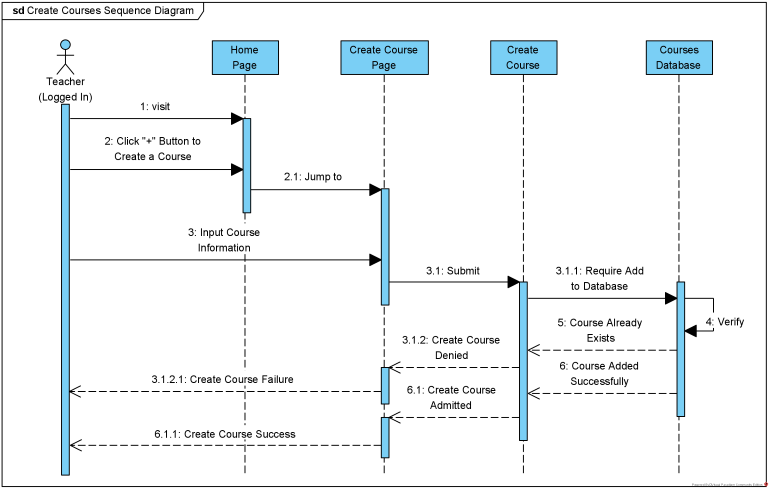 sd Create Courses Sequence Diagram
Teacher
(Logged In)
Home
Page
Create Course
Page
Create
Course
Courses
Database
1: visit
2: Click "+" Button to
Create a Course
2.1: Jump to
3: Input Course
Information
3.1: Submit
3.1.1: Require Add
to Database
4: Verify
5: Course Already
Exists
3.1.2: Create Course
Denied
3.1.2.1: Create Course Failure
6: Course Added
Successfully
6.1: Create Course
Admitted
6.1.1: Create Course Success